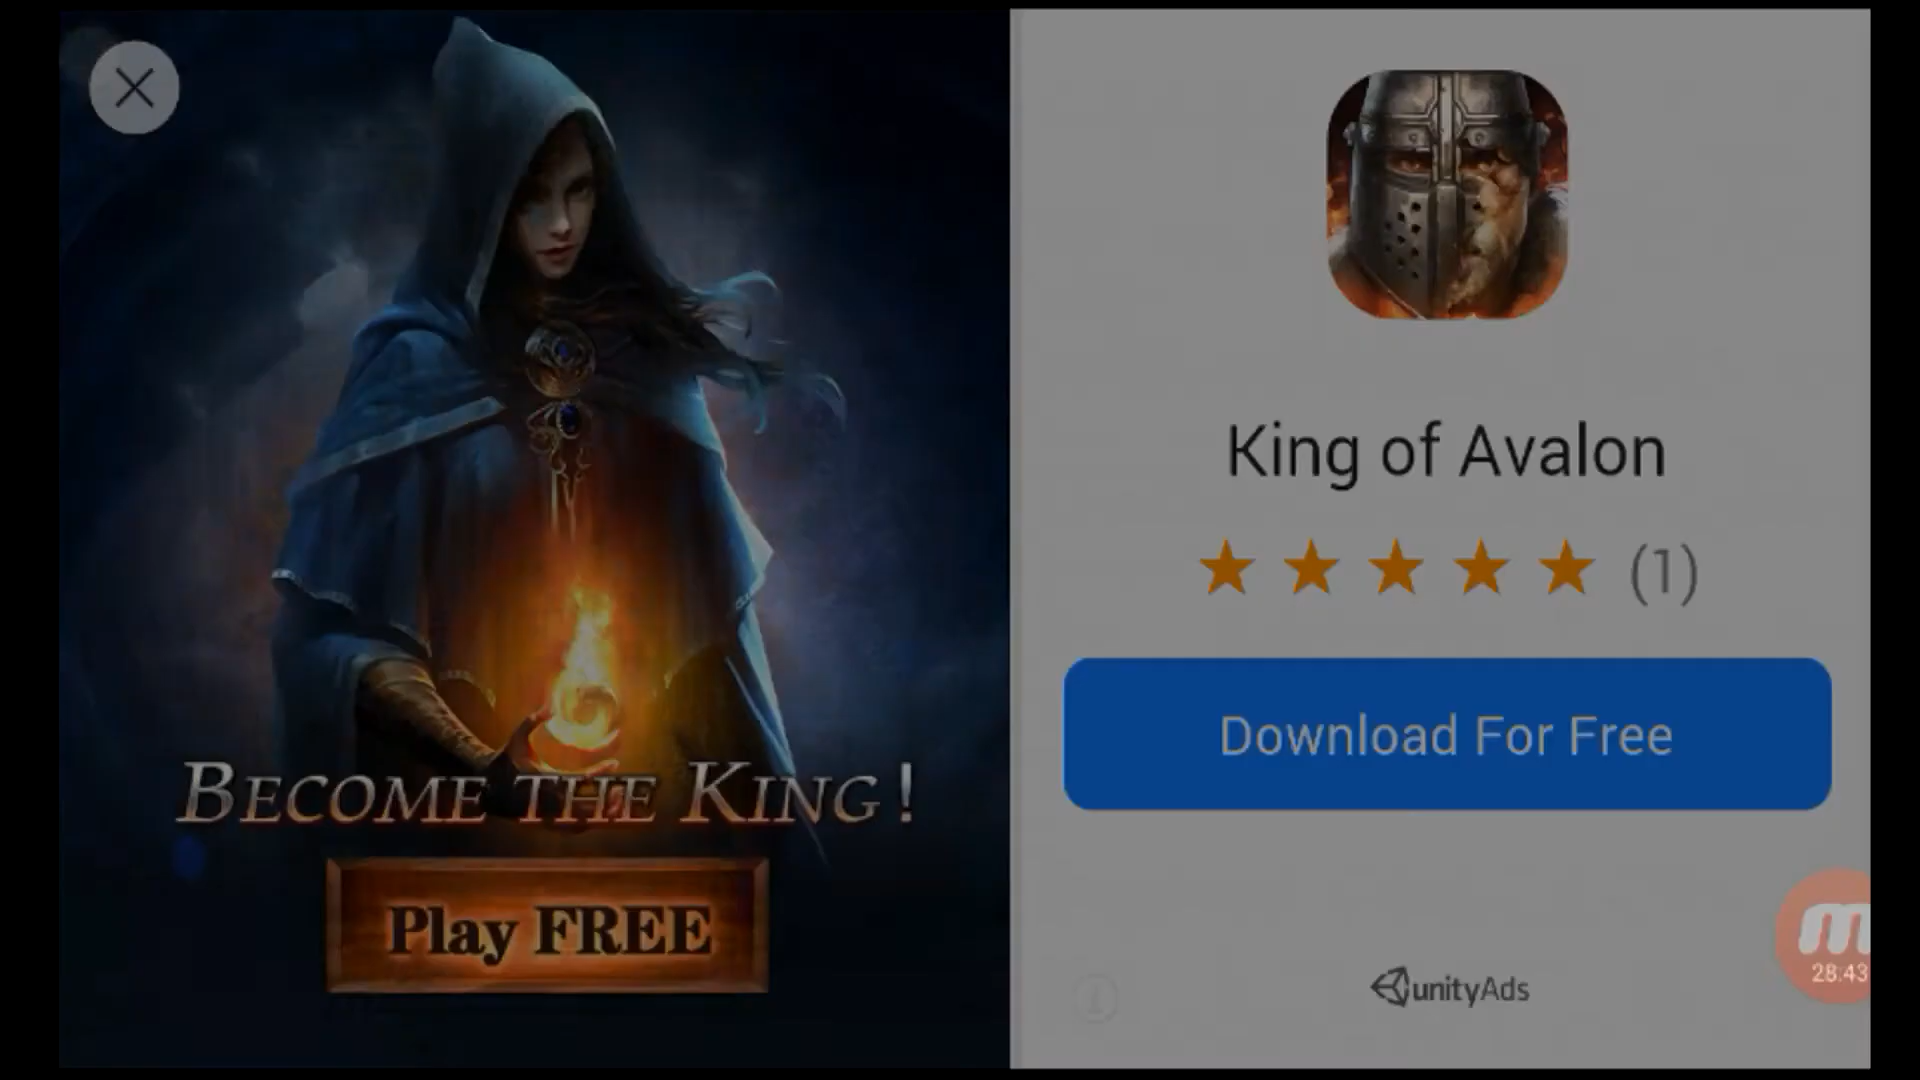 BECOME THE KING!
Play FREE
King of Avalon
(1)
Download For Free
unityAds
m
28:43